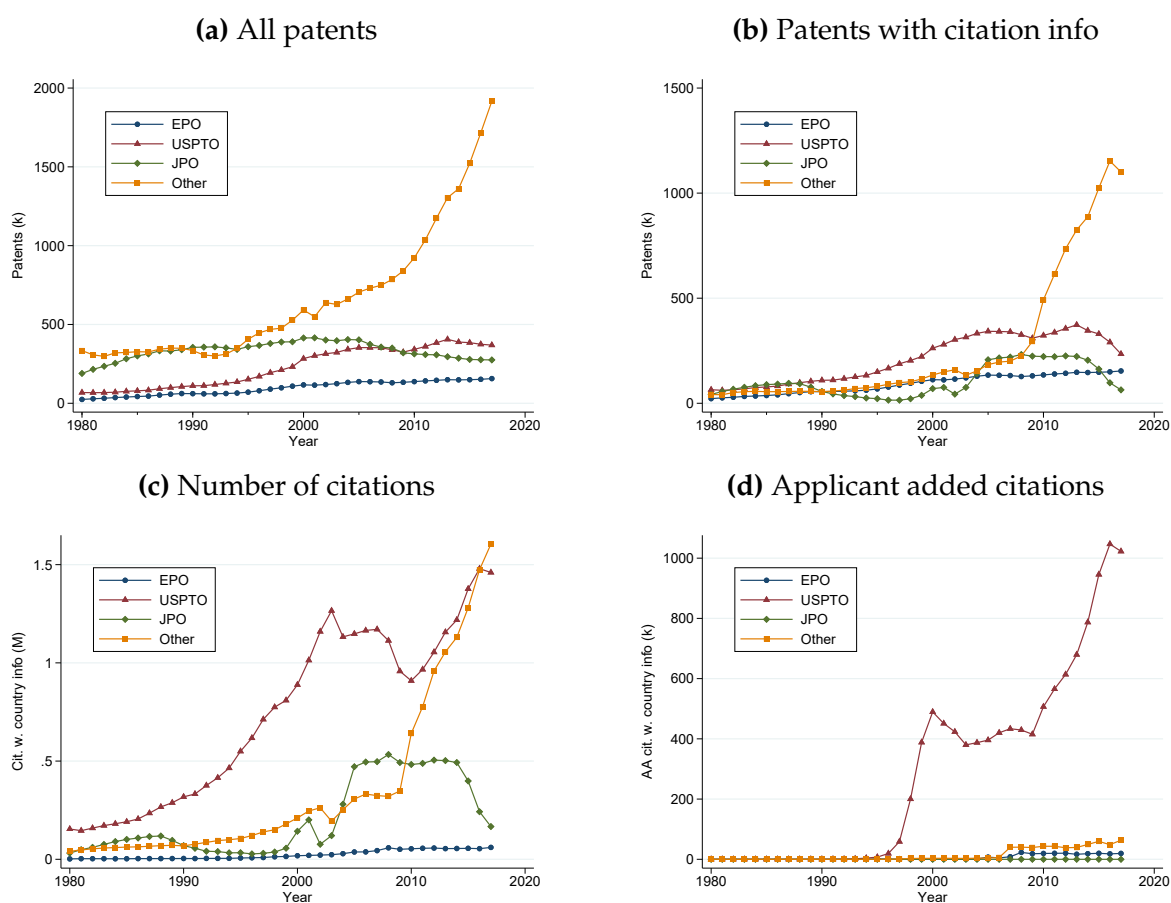 (a) All patents
(b) Patents with citation info
2000
1500
1000
500
0
Patents (k)
EPO
USPTO
JPO
Other
1980
1990
2000
2010
2020
Year
1500
1000
500
0
Patents (k)
EPO
USPTO
JPO
Other
1980
1990
2000
2010
2020
Year
(c) Number of citations
(d) Applicant added citations
1.5
1
.5
0
Cit. w. country info (M)
EPO
USPTO
JPO
Other
1980
1990
2000
2010
2020
Year
1000
800
600
400
200
0
AA cit. w. country info (k)
EPO
USPTO
JPO
Other
1980
1990
2000
2010
2020
Year